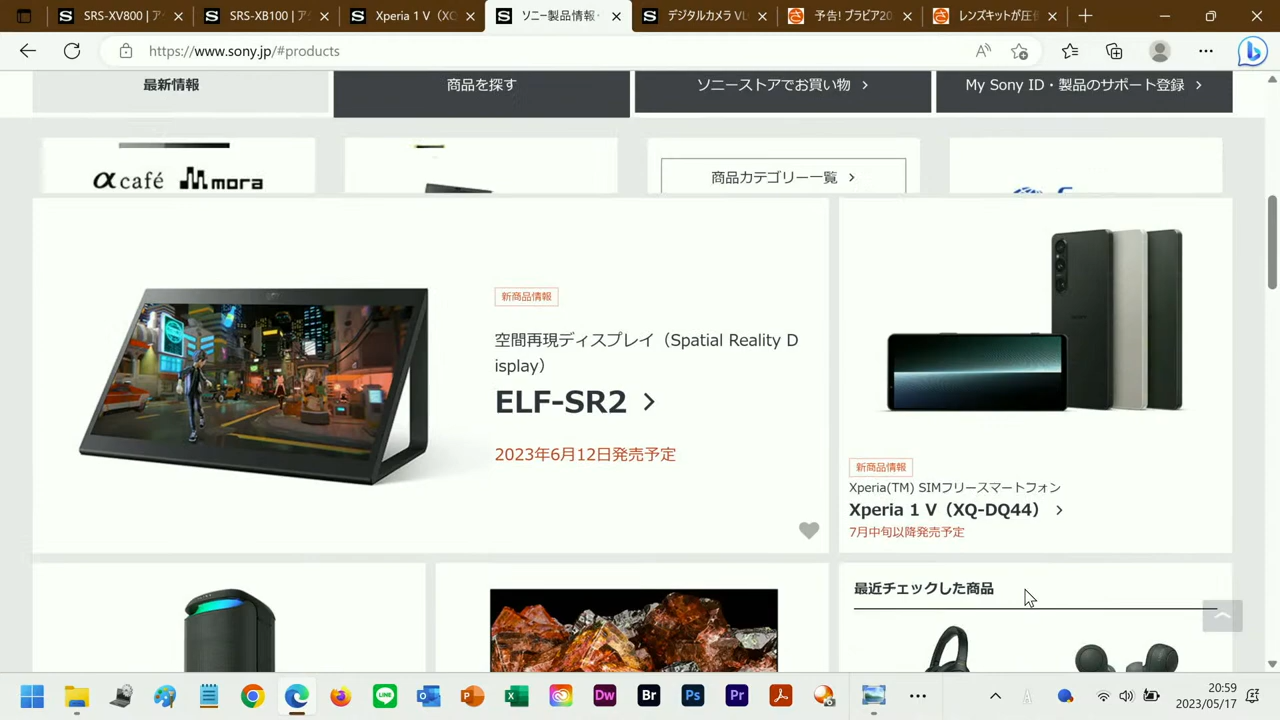 SRS-XV800 | ア
SRS-XB100 | ア
Xperia 1 V（XQ
ソニー製品情報・
デジタルカメラ VL
予告! ブラビア20
レンズキットが圧
https://www.sony.jp/#products
最新情報
商品を探す
ソニーストアでお買い物
My Sony ID・製品のサポート登録
αcafé mora
商品カテゴリー一覧
新商品情報
空間再現ディスプレイ（Spatial Reality D
isplay）
ELF-SR2
2023年6月12日発売予定
新商品情報
Xperia(TM) SIMフリースマートフォン
Xperia 1 V（XQ-DQ44）
7月中旬以降発売予定
最近チェックした商品
LINE
Dw
Br
Ps
Pr
20:59
2023/05/17